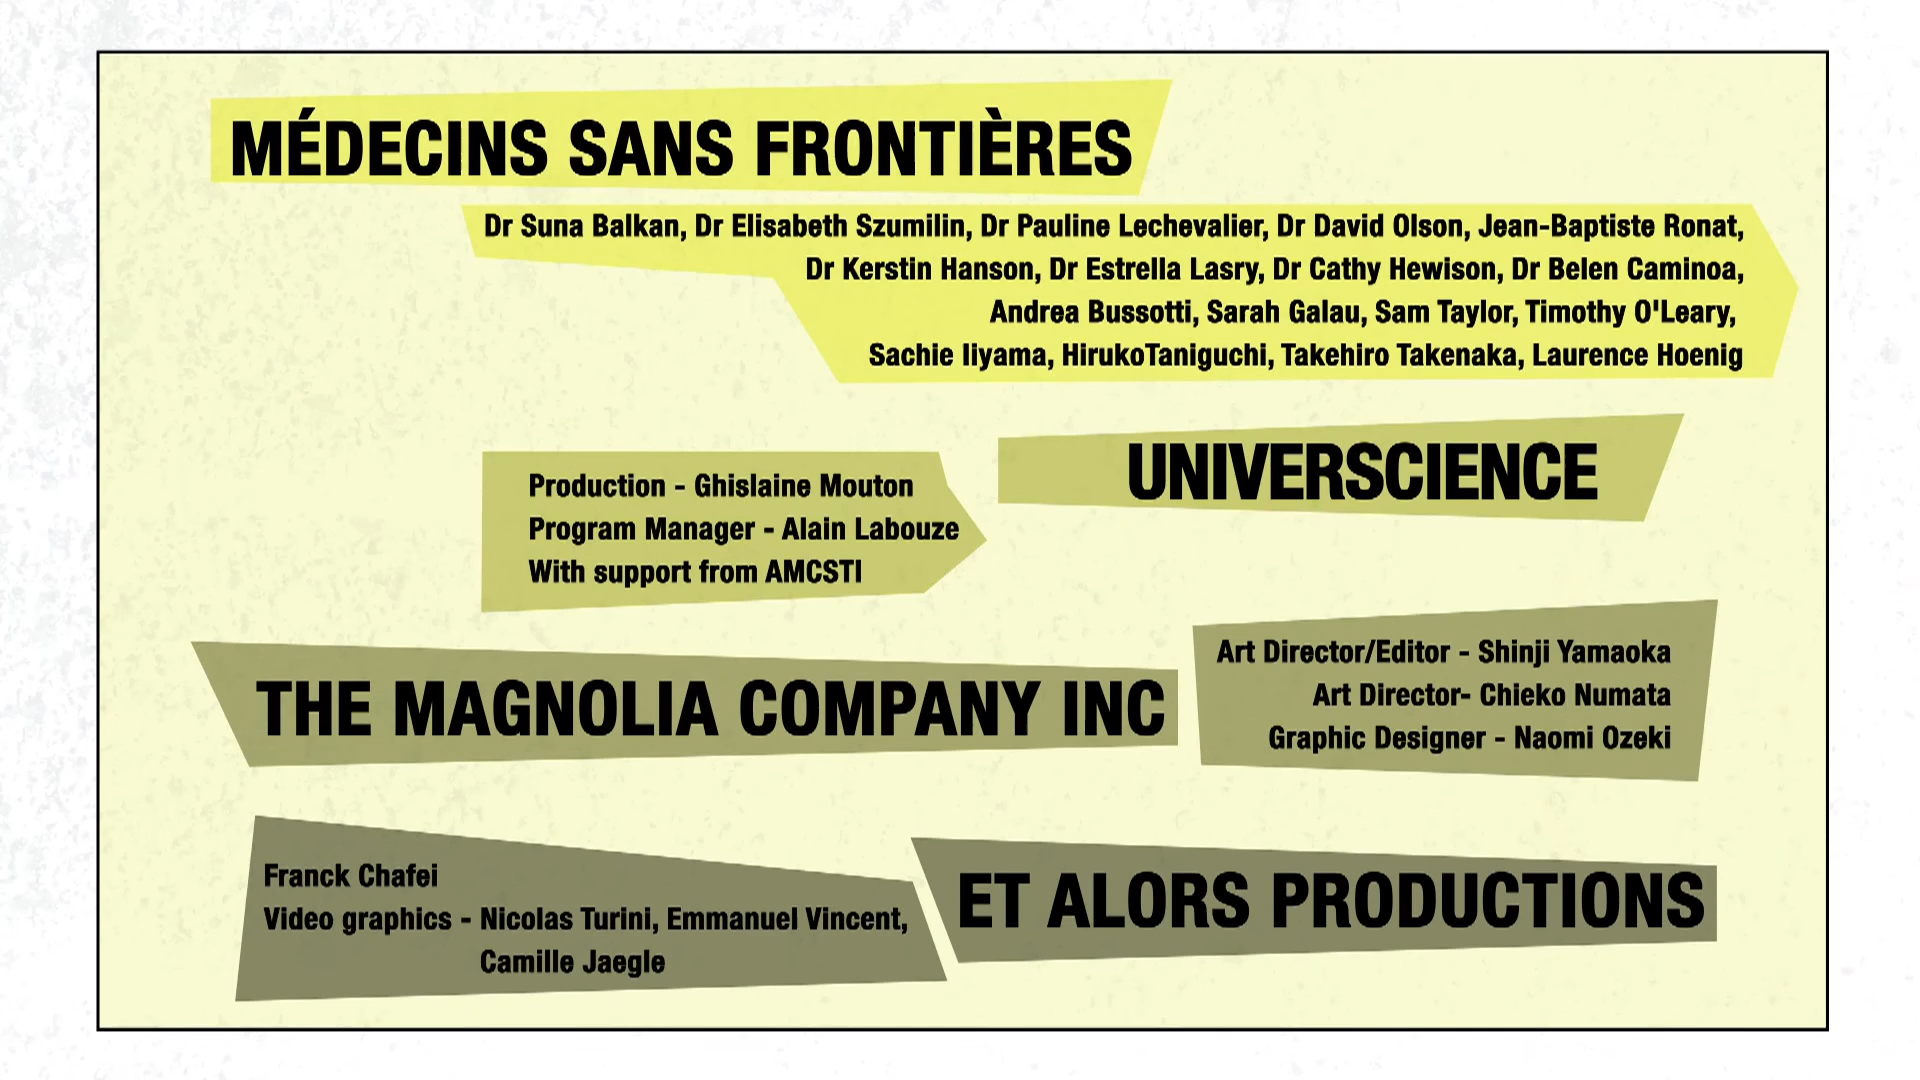 MÉDECINS SANS FRONTIÈRES
Dr Suna Balkan, Dr Elisabeth Szumilin, Dr Pauline Lechevalier, Dr David Olson, Jean-Baptiste Ronat,
Dr Kerstin Hanson, Dr Estrella Lasry, Dr Cathy Hewison, Dr Belen Caminoa,
Andrea Bussotti, Sarah Galau, Sam Taylor, Timothy O'Leary,
Sachie Iiyama, HirukoTaniguchi, Takehiro Takenaka, Laurence Hoenig
UNIVERSCIENCE
Production - Ghislaine Mouton
Program Manager - Alain Labouze
With support from AMCSTI
THE MAGNOLIA COMPANY INC
Art Director/Editor - Shinji Yamaoka
Art Director- Chieko Numata
Graphic Designer - Naomi Ozeki
ET ALORS PRODUCTIONS
Franck Chafei
Video graphics - Nicolas Turini, Emmanuel Vincent,
Camille Jaegle